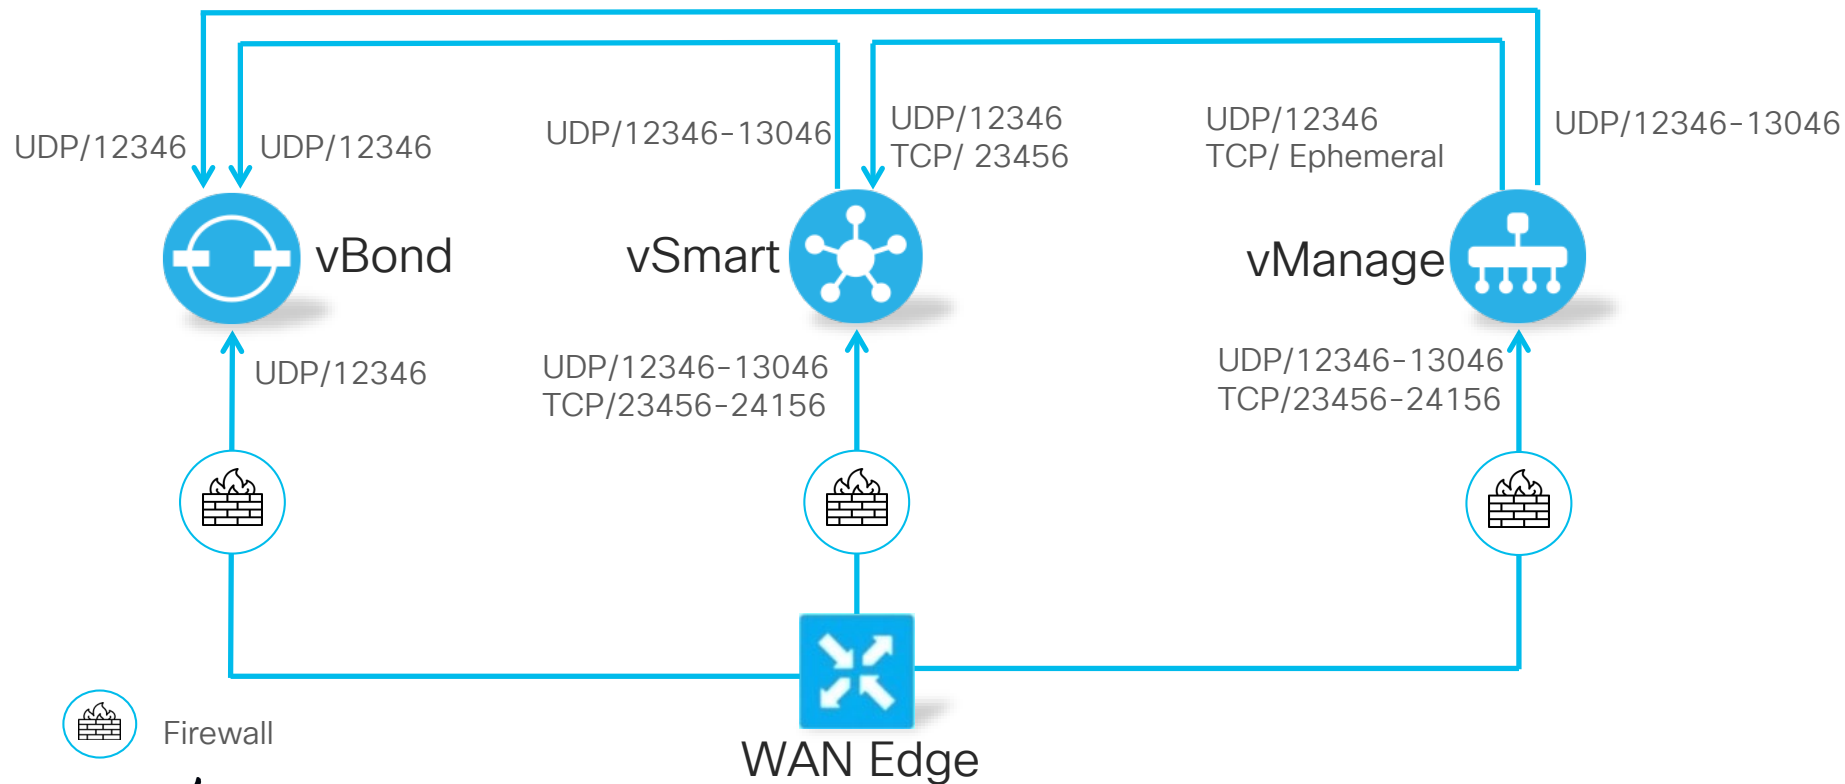 UDP/12346
UDP/12346
UDP/12346-13046
UDP/12346
TCP/ 23456
UDP/12346
TCP/ Ephemeral
UDP/12346-13046
vBond
vSmart
vManage
UDP/12346
UDP/12346-13046
TCP/23456-24156
UDP/12346-13046
TCP/23456-24156
Firewall
WAN Edge